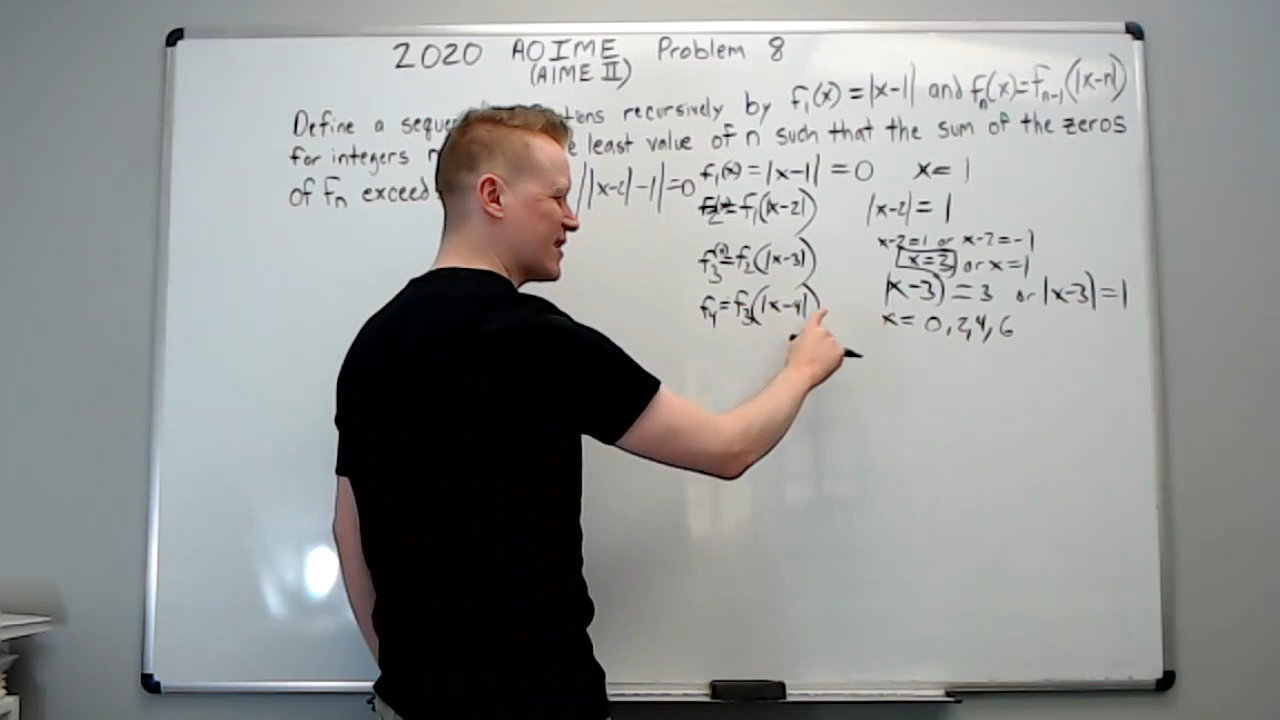 2020 AOIME Problem 8
(AIME II)
Define a seque tions recursively by f₁(x) = |x-1| and fₙ(x)=fₙ₋₁(|x-n|)
for integers least value of n such that the sum of the zeros
of fₙ exceed ||x-2|-1|=0 f₁(x) = |x-1| = 0 x = 1
= f₁(|x-2|) |x-2| = 1
x-2=1 or x-2=-1
f₃(x)=f₂(|x-3|) x=3 or x=1
|x-3| = 3 or |x-3|=1
f₄=f₃(|x-4|) x= 0,2,4,6